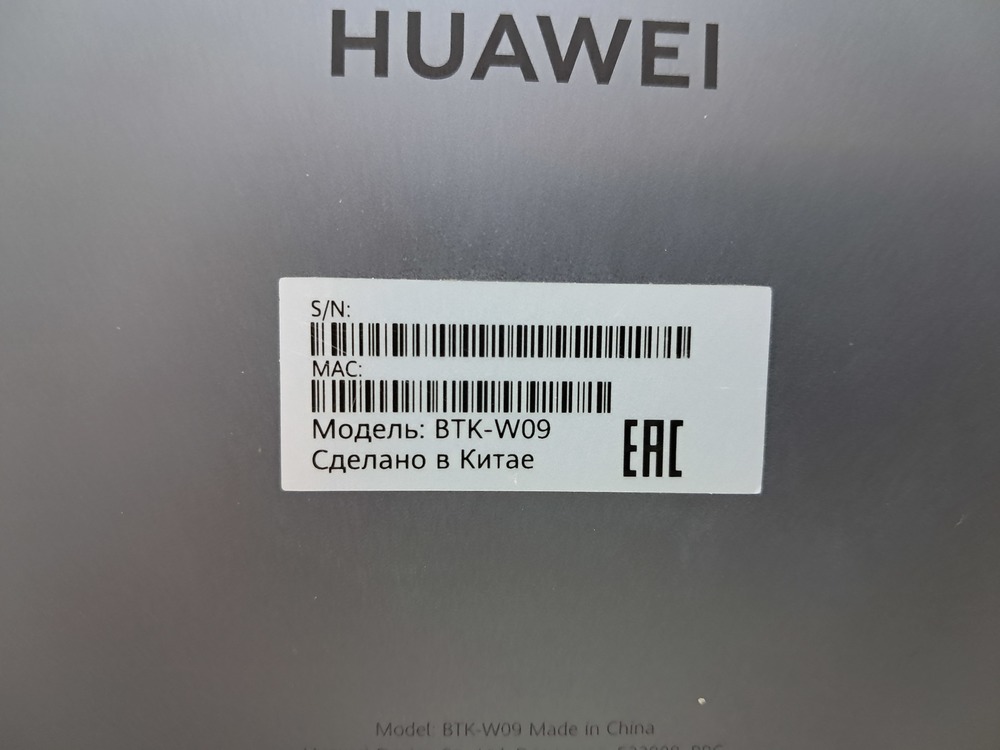 HUAWEI
S/N:
MAC:
Модель: BTK-W09
Сделано в Китае
EAC
Model: BTK-W09 Made in China